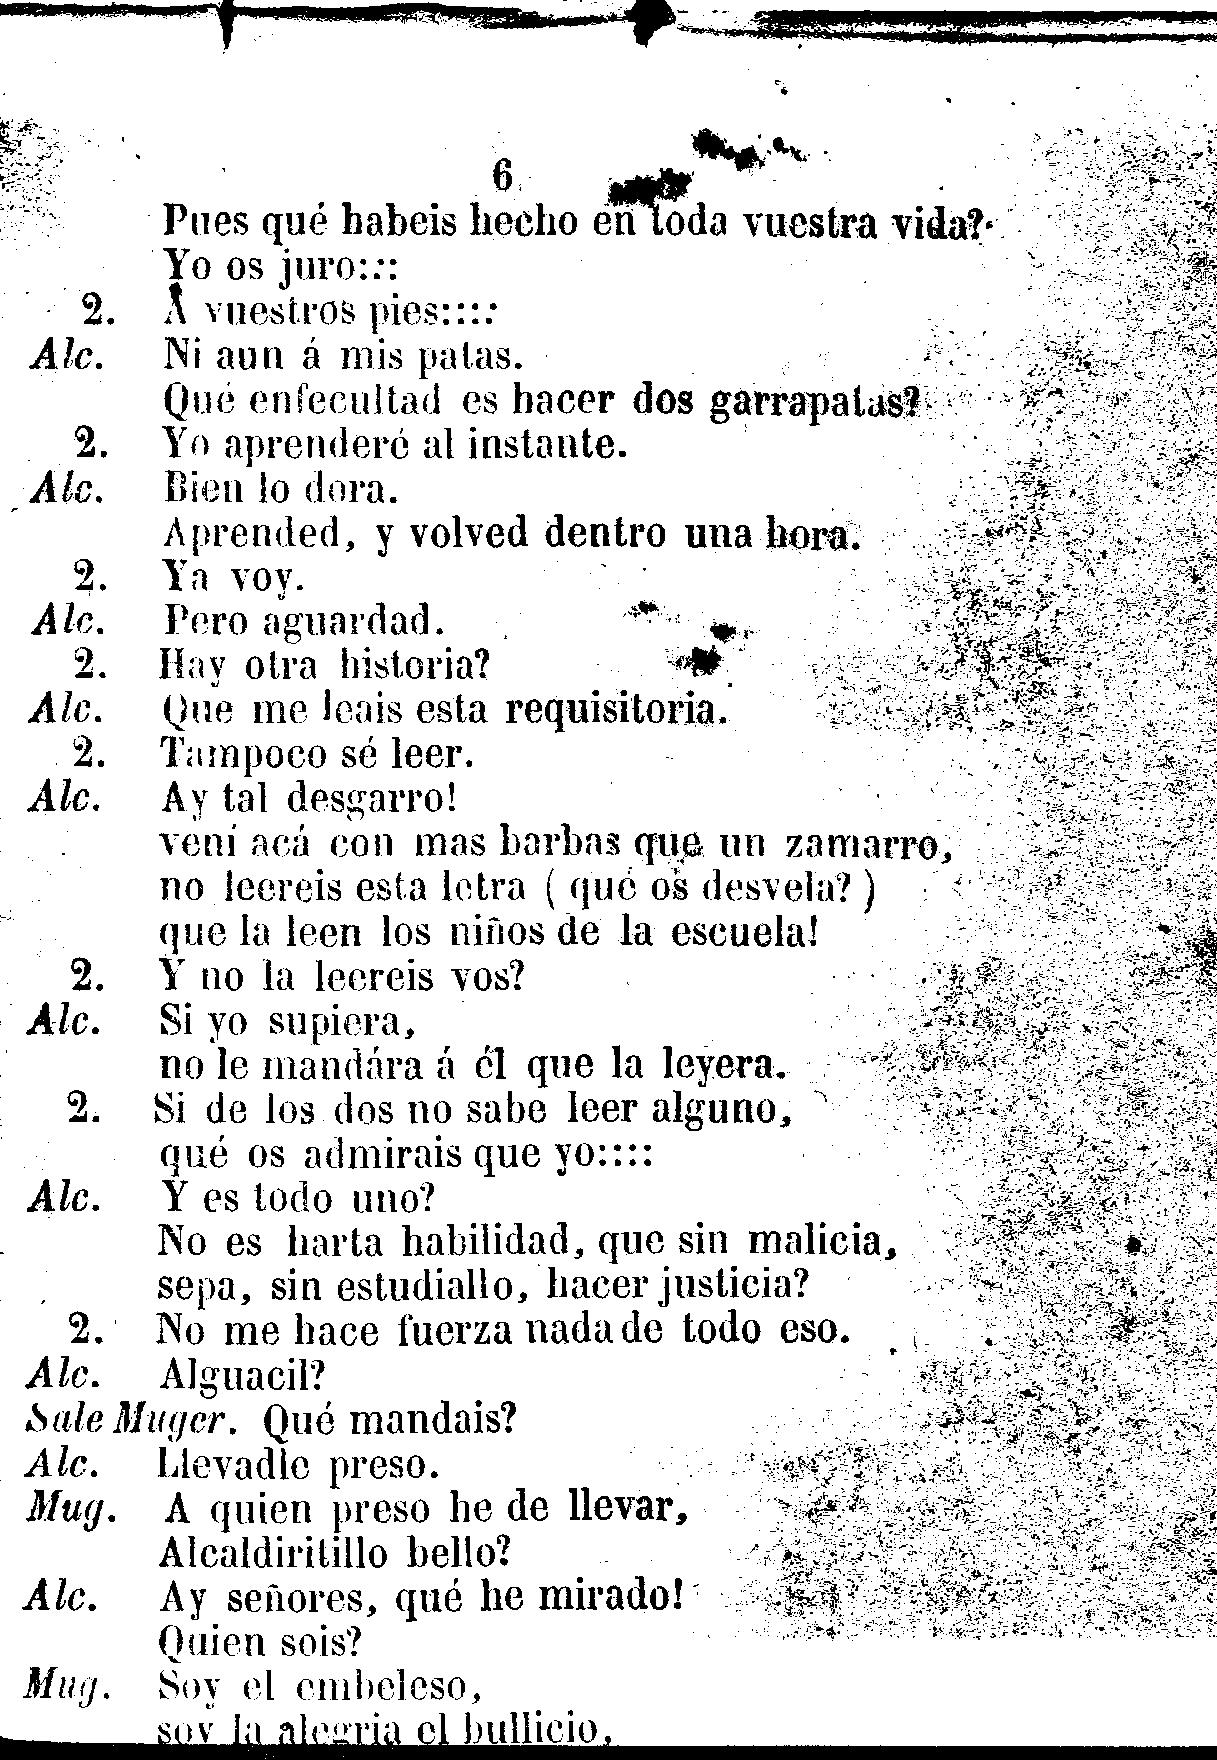 6
Pues qué habeis hecho en toda vuestra vida?
Yo os juro::::
2. Á vuestros pies::::
Alc. Ni aun á mis patas.
Qué enfecultad es hacer dos garrapatas?
2. Yo aprenderé al instante.
Alc. Bien lo dora.
Aprended, y volved dentro una hora.
2. Ya voy.
Alc. Pero aguardad.
2. Hay otra historia?
Alc. Que me leais esta requisitoria.
2. Tampoco sé leer.
Alc. Ay tal desgarro!
vení acá con mas barbas que un zamarro,
no leereis esta letra ( qué os desvela? )
que la leen los niños de la escuela!
2. Y no la leereis vos?
Alc. Si yo supiera,
no le mandára á él que la leyera.
2. Si de los dos no sabe leer alguno,
qué os admirais que yo::::
Alc. Y es todo uno?
No es harta habilidad, que sin malicia,
sepa, sin estudiallo, hacer justicia?
2. No me hace fuerza nada de todo eso.
Alc. Alguacil?
Sale Muger. Qué mandais?
Alc. Llevadle preso.
Mug. A quien preso he de llevar,
Alcaldiritillo bello?
Alc. Ay señores, qué he mirado!
Quien sois?
Mug. Soy el embeleso,
soy la alegria el bullicio,